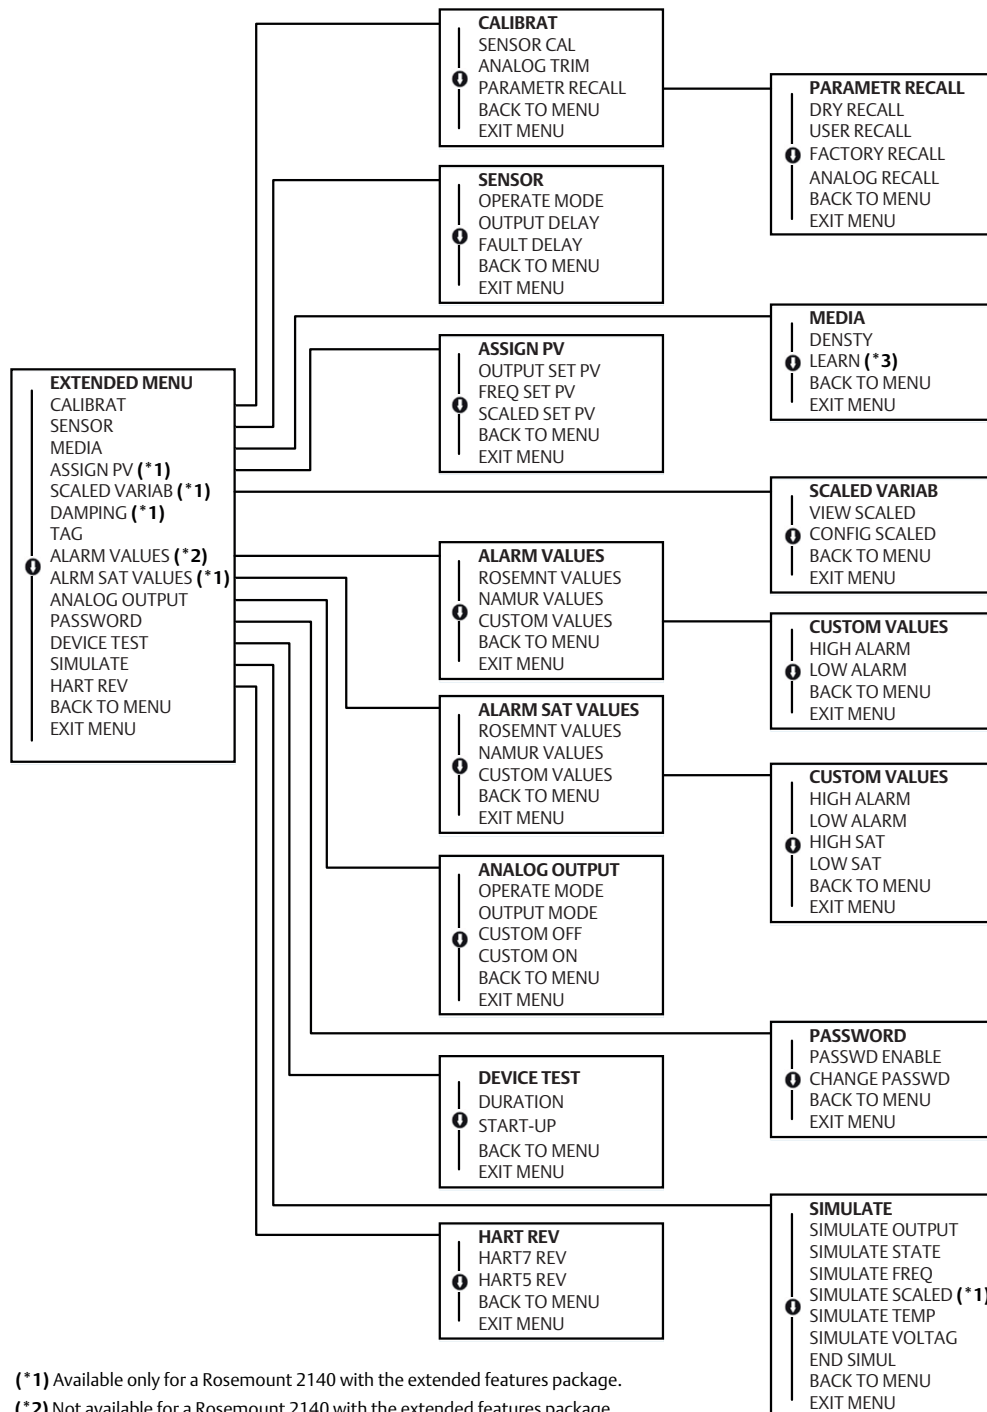 CALIBRAT
SENSOR CAL
ANALOG TRIM
PARAMETR RECALL
BACK TO MENU
EXIT MENU
PARAMETR RECALL
DRY RECALL
USER RECALL
FACTORY RECALL
ANALOG RECALL
BACK TO MENU
EXIT MENU
SENSOR
OPERATE MODE
OUTPUT DELAY
FAULT DELAY
BACK TO MENU
EXIT MENU
MEDIA
DENSTY
LEARN (*3)
BACK TO MENU
EXIT MENU
ASSIGN PV
OUTPUT SET PV
FREQ SET PV
SCALED SET PV
BACK TO MENU
EXIT MENU
EXTENDED MENU
CALIBRAT
SENSOR
MEDIA
ASSIGN PV (*1)
SCALED VARIAB (*1)
DAMPING (*1)
TAG
ALARM VALUES (*2)
ALRM SAT VALUES (*1)
ANALOG OUTPUT
PASSWORD
DEVICE TEST
SIMULATE
HART REV
BACK TO MENU
EXIT MENU
SCALED VARIAB
VIEW SCALED
CONFIG SCALED
BACK TO MENU
EXIT MENU
ALARM VALUES
ROSEMNT VALUES
NAMUR VALUES
CUSTOM VALUES
BACK TO MENU
EXIT MENU
CUSTOM VALUES
HIGH ALARM
LOW ALARM
BACK TO MENU
EXIT MENU
ALARM SAT VALUES
ROSEMNT VALUES
NAMUR VALUES
CUSTOM VALUES
BACK TO MENU
EXIT MENU
CUSTOM VALUES
HIGH ALARM
LOW ALARM
HIGH SAT
LOW SAT
BACK TO MENU
EXIT MENU
ANALOG OUTPUT
OPERATE MODE
OUTPUT MODE
CUSTOM OFF
CUSTOM ON
BACK TO MENU
EXIT MENU
PASSWORD
PASSWD ENABLE
CHANGE PASSWD
BACK TO MENU
EXIT MENU
DEVICE TEST
DURATION
START-UP
BACK TO MENU
EXIT MENU
SIMULATE
SIMULATE OUTPUT
SIMULATE STATE
SIMULATE FREQ
SIMULATE SCALED (*1)
SIMULATE TEMP
SIMULATE VOLTAG
END SIMUL
BACK TO MENU
EXIT MENU
HART REV
HART7 REV
HART5 REV
BACK TO MENU
EXIT MENU
(*1) Available only for a Rosemount 2140 with the extended features package.
(*2) Not available for a Rosemount 2140 with the extended features package